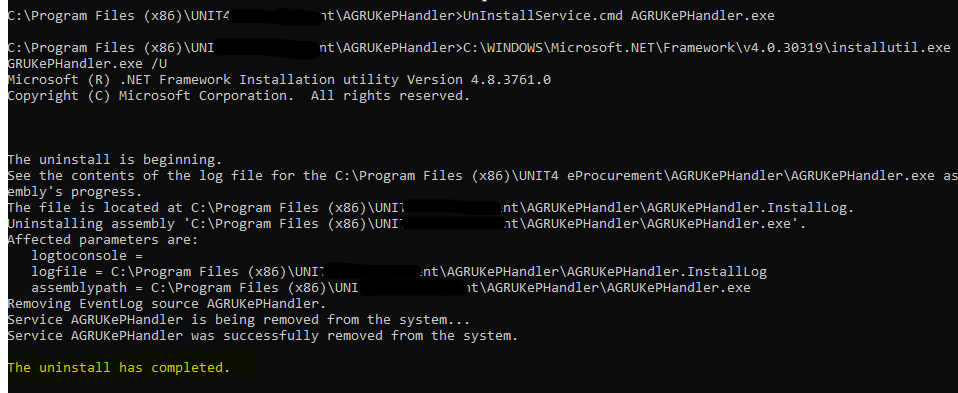 C:\Program Files (x86)\UNIT4 nt\AGRUKePHandler>UnInstallService.cmd AGRUKePHandler.exe
C:\Program Files (x86)\UNI nt\AGRUKePHandler>C:\WINDOWS\Microsoft.NET\Framework\v4.0.30319\installutil.exe
GRUKePHandler.exe /U
Microsoft (R) .NET Framework Installation utility Version 4.8.3761.0
Copyright (C) Microsoft Corporation.  All rights reserved.
The uninstall is beginning.
See the contents of the log file for the C:\Program Files (x86)\UNIT4 eProcurement\AGRUKePHandler\AGRUKePHandler.exe as
embly's progress.
The file is located at C:\Program Files (x86)\UNI nt\AGRUKePHandler\AGRUKePHandler.InstallLog.
Uninstalling assembly 'C:\Program Files (x86)\UNI nt\AGRUKePHandler\AGRUKePHandler.exe'.
Affected parameters are:
logtoconsole =
logfile = C:\Program Files (x86)\UNI nt\AGRUKePHandler\AGRUKePHandler.InstallLog
assemblypath = C:\Program Files (x86)\UNI nt\AGRUKePHandler\AGRUKePHandler.exe
Removing EventLog source AGRUKePHandler.
Service AGRUKePHandler is being removed from the system...
Service AGRUKePHandler was successfully removed from the system.
The uninstall has completed.